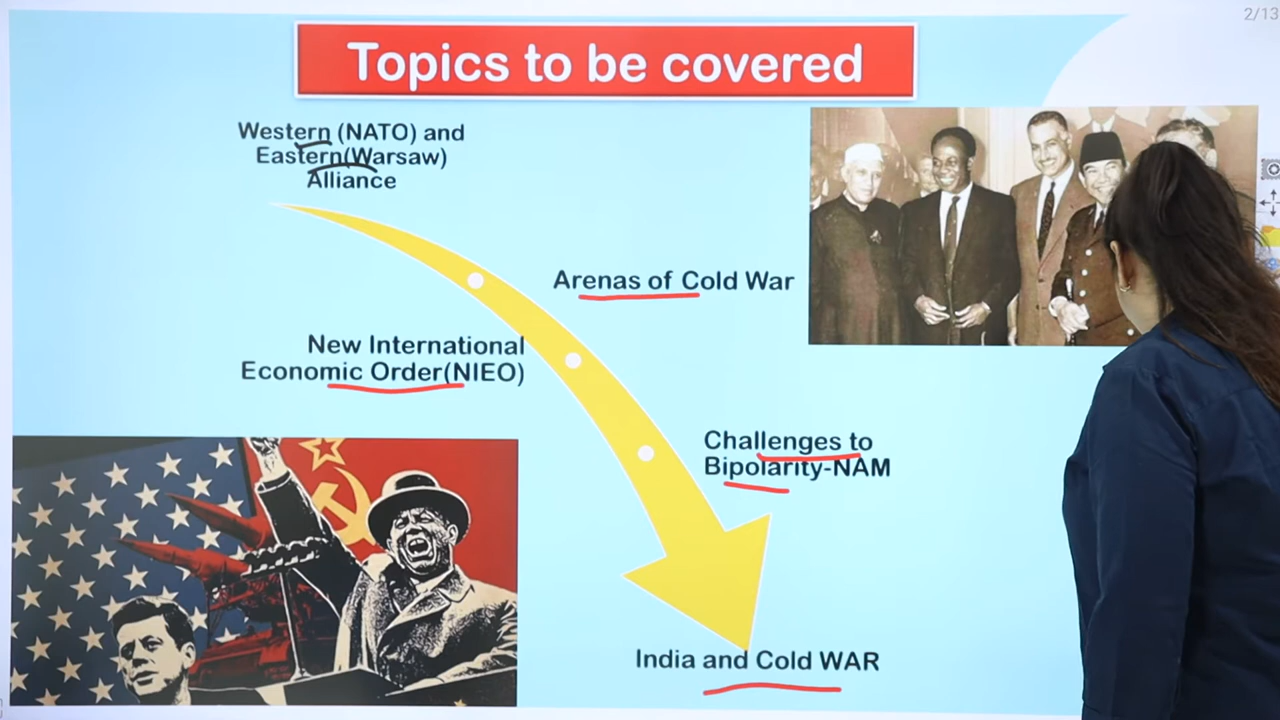 2/13
Topics to be covered
Western (NATO) and
Eastern(Warsaw)
Alliance
Arenas of Cold War
New International
Economic Order(NIEO)
Challenges to
Bipolarity-NAM
India and Cold WAR